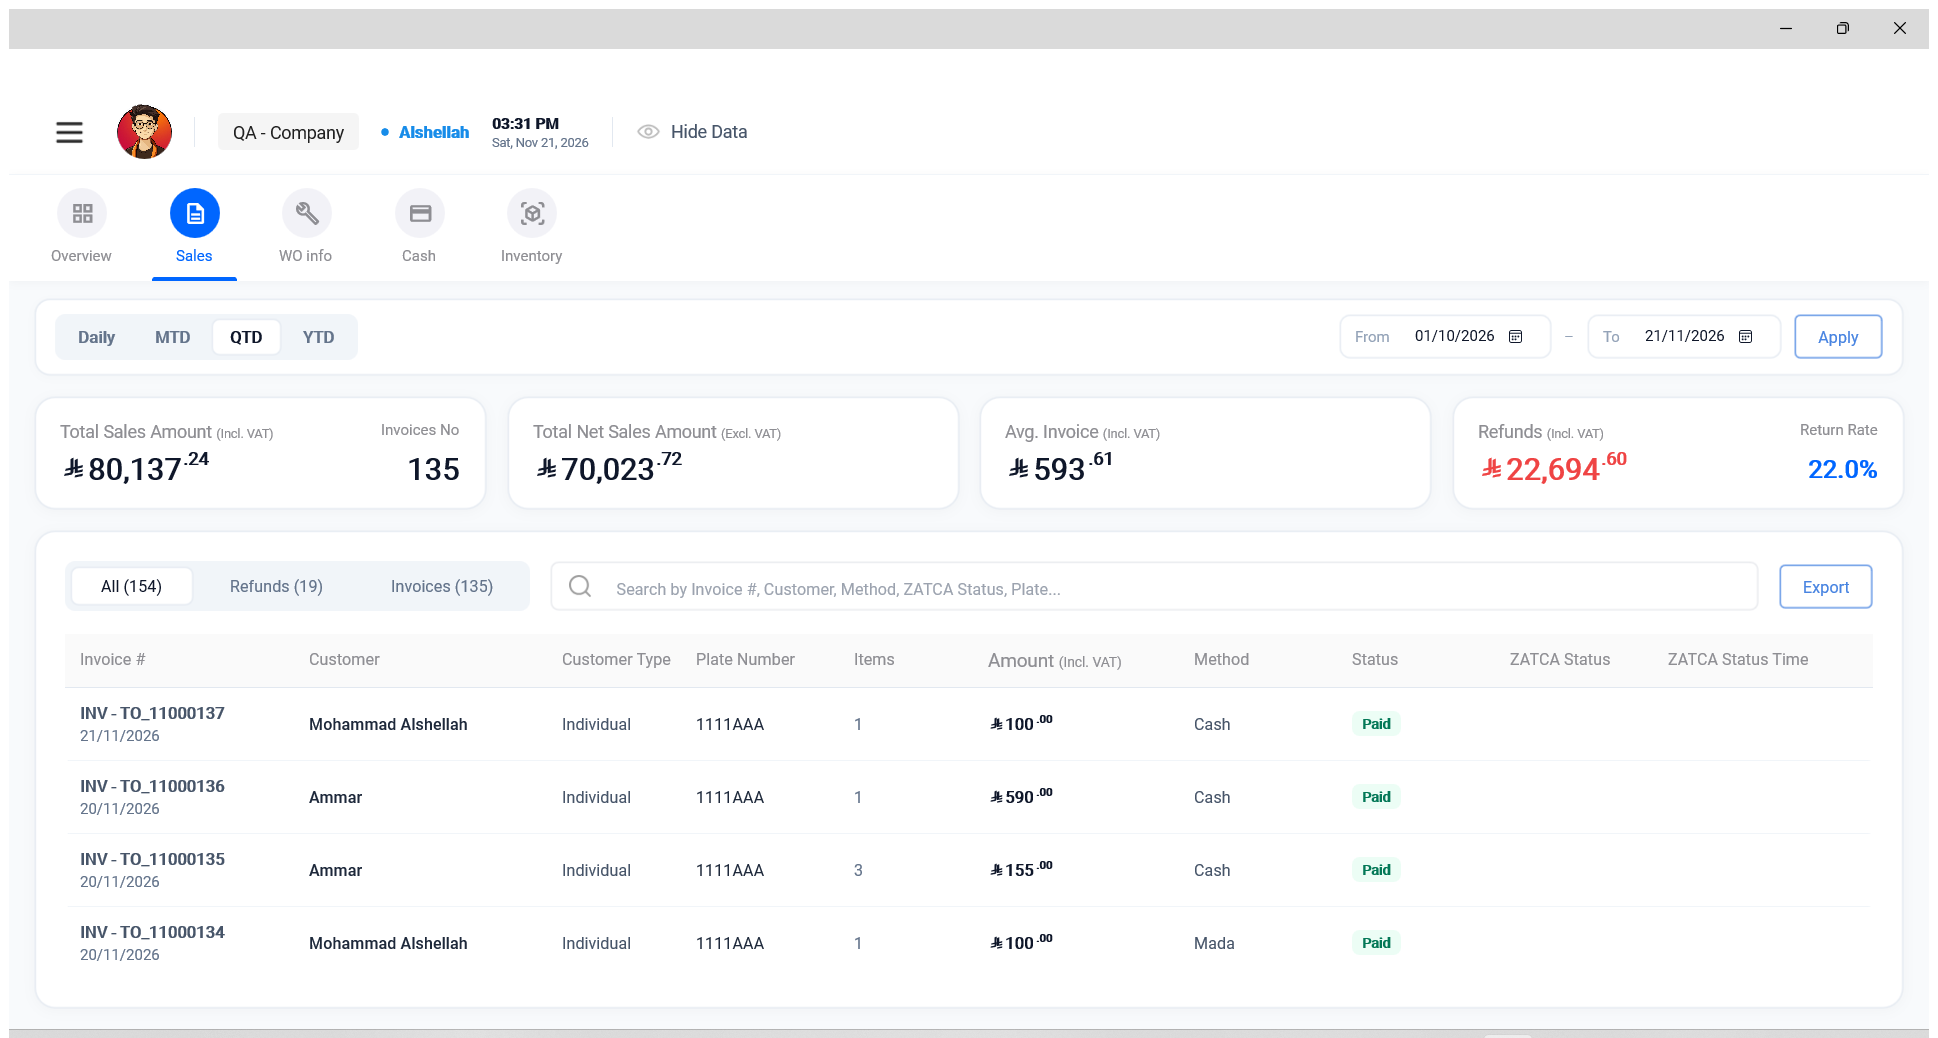 QA - Company
Alshellah
03:31 PM
Sat, Nov 21, 2026
Hide Data
Overview
Sales
WO info
Cash
Inventory
Daily
MTD
QTD
YTD
From 01/10/2026
–
To 21/11/2026
Apply
Total Sales Amount (Incl. VAT)
Invoices No
80,137.24
135
Total Net Sales Amount (Excl. VAT)
70,023.72
Avg. Invoice (Incl. VAT)
593.61
Refunds (Incl. VAT)
Return Rate
22,694.60
22.0%
All (154)
Refunds (19)
Invoices (135)
Search by Invoice #, Customer, Method, ZATCA Status, Plate...
Export
Invoice # Customer Customer Type Plate Number Items Amount (Incl. VAT) Method Status ZATCA Status ZATCA Status Time
INV - TO_11000137
21/11/2026
Mohammad Alshellah Individual 1111AAA 1 100.00 Cash Paid
INV - TO_11000136
20/11/2026
Ammar Individual 1111AAA 1 590.00 Cash Paid
INV - TO_11000135
20/11/2026
Ammar Individual 1111AAA 3 155.00 Cash Paid
INV - TO_11000134
20/11/2026
Mohammad Alshellah Individual 1111AAA 1 100.00 Mada Paid